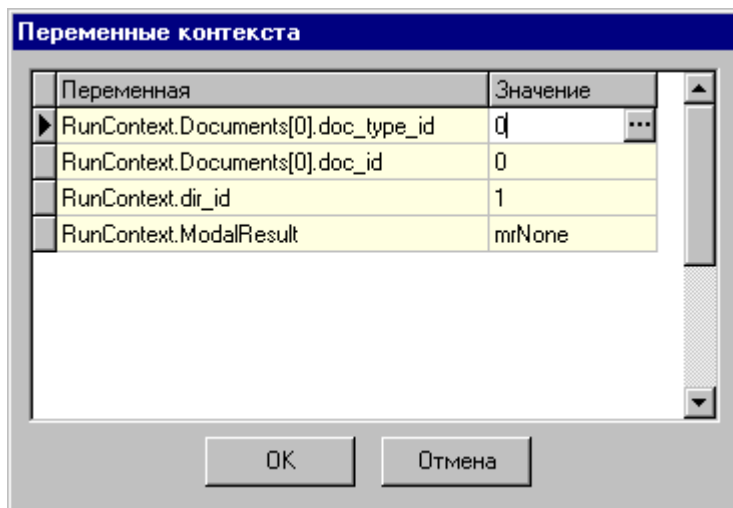 Переменные контекста
Переменная Значение
RunContext.Documents[0].doc_type_id 0 ...
RunContext.Documents[0].doc_id 0
RunContext.dir_id 1
RunContext.ModalResult mrNone
OK Отмена